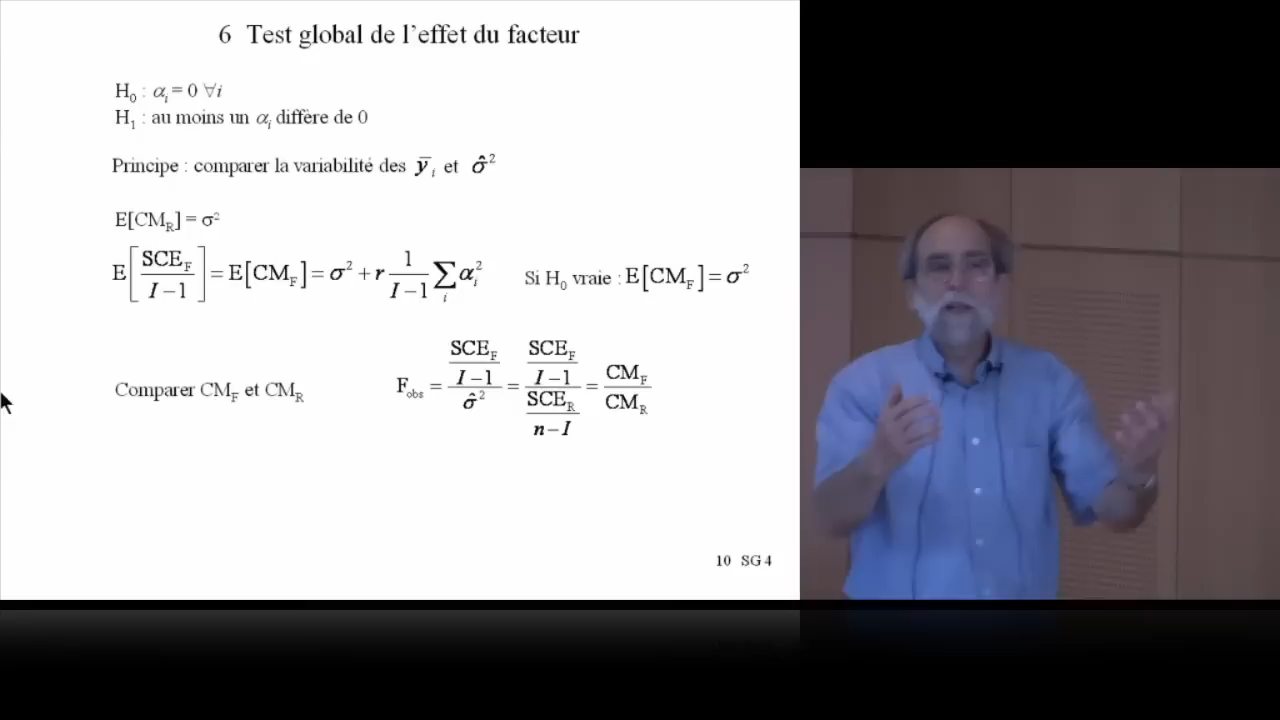 6 Test global de l’effet du facteur
H₀ : αᵢ = 0 ∀i
H₁ : au moins un αᵢ diffère de 0
Principe : comparer la variabilité des ȳᵢ et σ̂²
E[CM_R] = σ²
E[SCE_F / (I−1)] = E[CM_F] = σ² + r 1/(I−1) ∑ᵢ αᵢ² Si H₀ vraie : E[CM_F] = σ²
Comparer CM_F et CM_R F_obs = (SCE_F / (I−1)) / σ̂² = (SCE_F / (I−1)) / (SCE_R / (n−I)) = CM_F / CM_R
10 SG 4